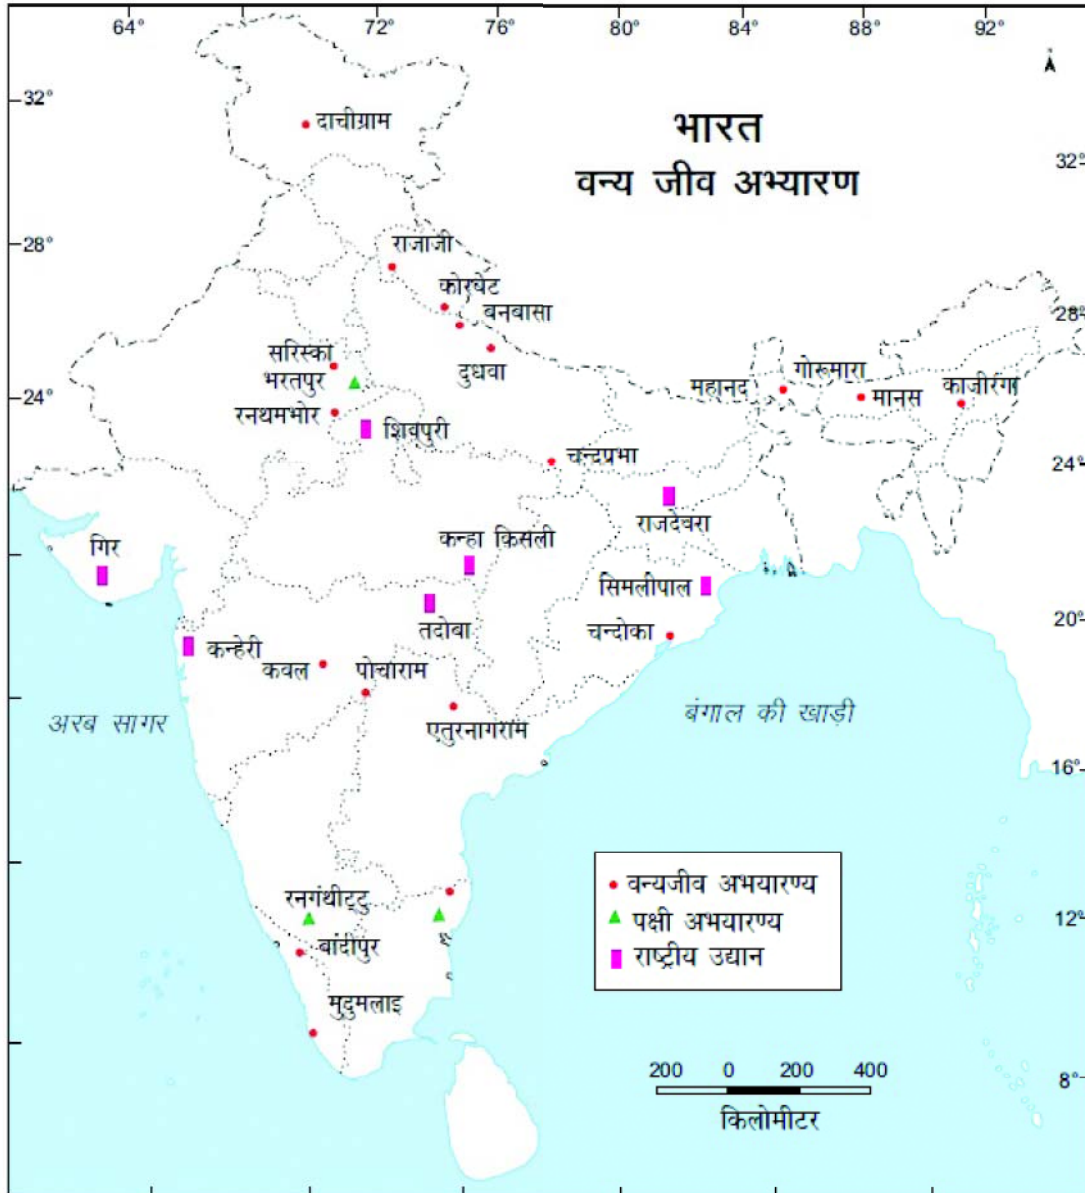 64° 72° 76° 80° 84° 88° 92°
32°
दाचीग्राम
भारत
वन्य जीव अभ्यारण
32°
28°
राजाजी
कोरबेट
बनबासा
28°
सरिस्का
भरतपुर
दुधवा
गोरूमारा
महानद
मानस
काजीरंगा
24°
रनथमभोर
शिवपुरी
चन्दप्रभा
24°
राजदेवरा
गिर
कन्हा किसली
सिमलीपाल
तदोबा
20°
चन्दोका
कन्हेरी
कवल
पोचाराम
अरब सागर
एतुरनागराम
बंगाल की खाड़ी
16°
रनगंथीट्टु
वन्यजीव अभयारण्य
पक्षी अभयारण्य
12°
बांदीपुर
राष्ट्रीय उद्यान
मुदुमलाइ
200 0 200 400
8°
किलोमीटर